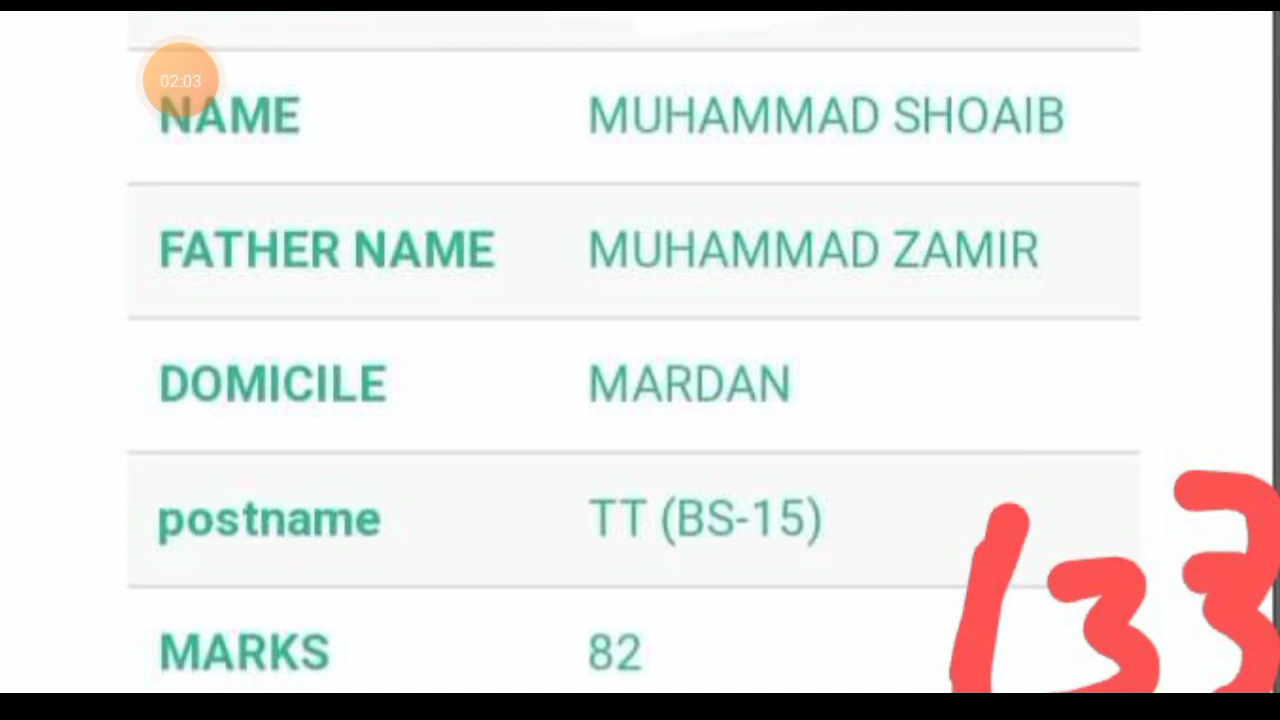 02:03
NAME MUHAMMAD SHOAIB
FATHER NAME MUHAMMAD ZAMIR
DOMICILE MARDAN
postname TT (BS-15)
MARKS 82
133